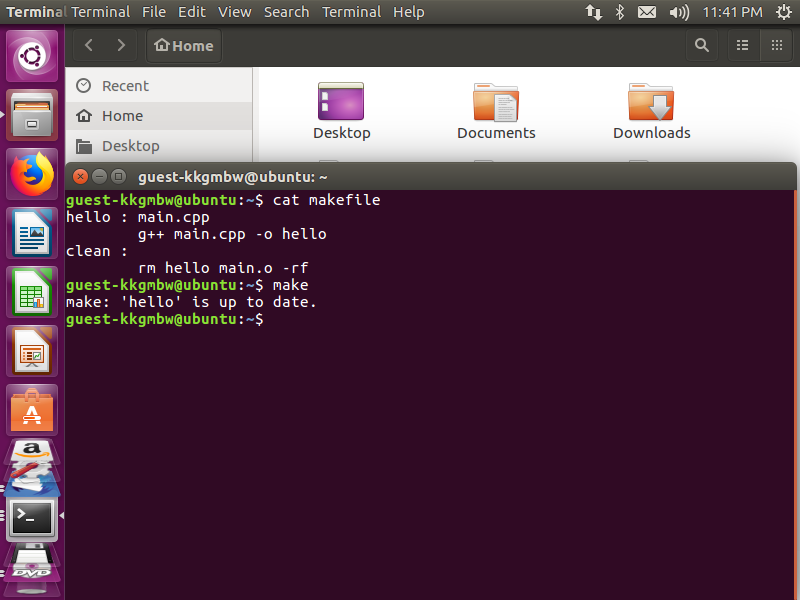 Terminal Terminal File Edit View Search Terminal Help 11:41 PM
Home
Recent
Home
Desktop
Desktop Documents Downloads
guest-kkgmbw@ubuntu: ~
guest-kkgmbw@ubuntu:~$ cat makefile
hello : main.cpp
g++ main.cpp -o hello
clean :
rm hello main.o -rf
guest-kkgmbw@ubuntu:~$ make
make: 'hello' is up to date.
guest-kkgmbw@ubuntu:~$
A
a
>_
DVD